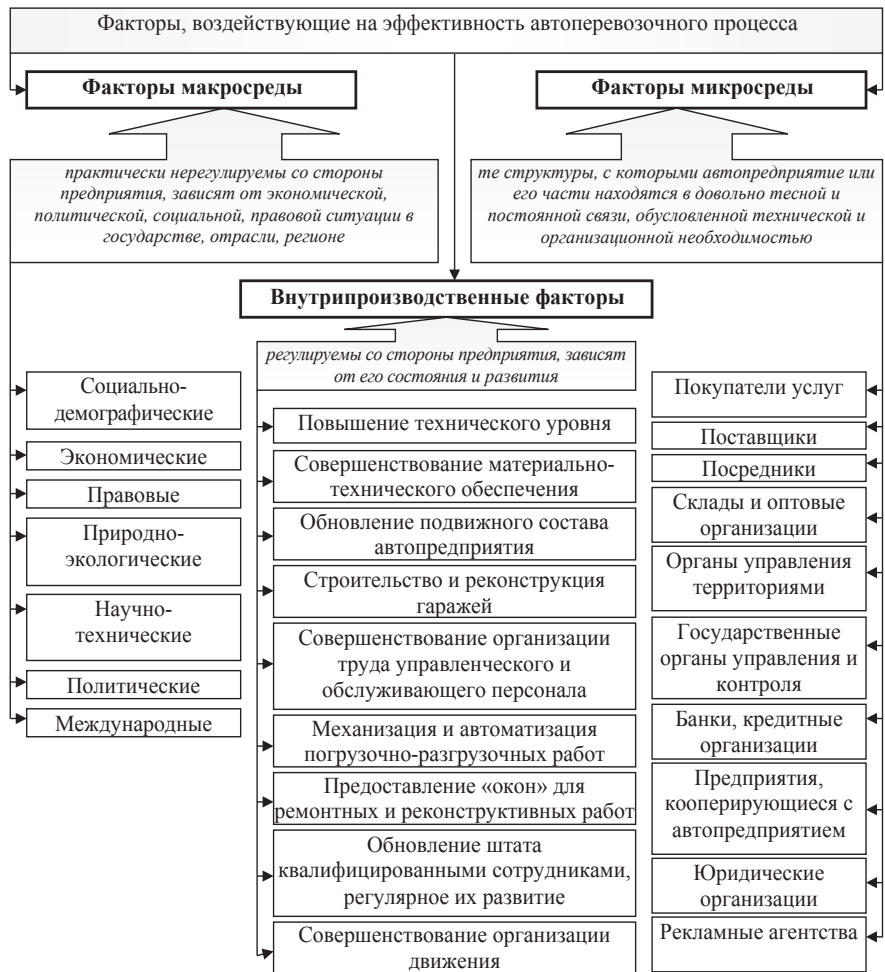 Факторы, воздействующие на эффективность автоперевозочного процесса
Факторы макросреды
Факторы микросреды
практически нерегулируемы со стороны
предприятия, зависят от экономической,
политической, социальной, правовой ситуации в
государстве, отрасли, регионе
те структуры, с которыми автопредприятие или
его части находятся в довольно тесной и
постоянной связи, обусловленной технической и
организационной необходимостью
Внутрипроизводственные факторы
регулируемы со стороны предприятия, зависят
от его состояния и развития
Социально-
демографические
Экономические
Правовые
Природно-
экологические
Научно-
технические
Политические
Международные
Повышение технического уровня
Совершенствование материально-
технического обеспечения
Обновление подвижного состава
автопредприятия
Строительство и реконструкция
гаражей
Совершенствование организации
труда управленческого и
обслуживающего персонала
Механизация и автоматизация
погрузочно-разгрузочных работ
Предоставление «окон» для
ремонтных и реконструктивных работ
Обновление штата
квалифицированными сотрудниками,
регулярное их развитие
Совершенствование организации
движения
Покупатели услуг
Поставщики
Посредники
Склады и оптовые
организации
Органы управления
территориями
Государственные
органы управления и
контроля
Банки, кредитные
организации
Предприятия,
кооперирующиеся с
автопредприятием
Юридические
организации
Рекламные агентства